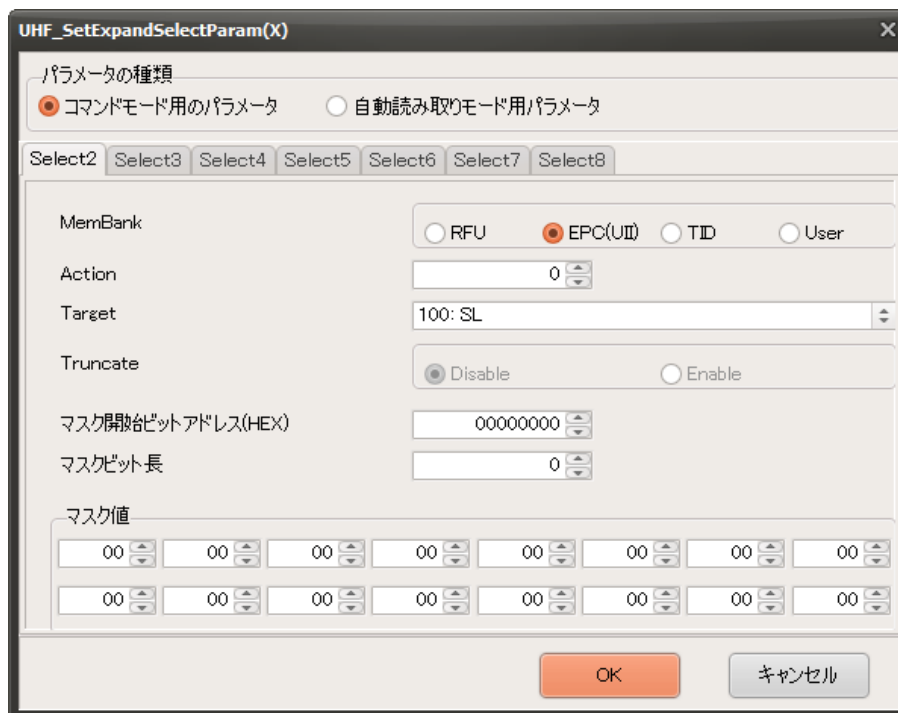 UHF_SetExpandSelectParam(X)
パラメータの種類
コマンドモード用のパラメータ 自動読み取りモード用パラメータ
Select2 Select3 Select4 Select5 Select6 Select7 Select8
MemBank RFU EPC(UII) TID User
Action 0
Target 100: SL
Truncate Disable Enable
マスク開始ビットアドレス(HEX) 00000000
マスクビット長 0
マスク値
00 00 00 00 00 00 00 00
00 00 00 00 00 00 00 00
OK キャンセル